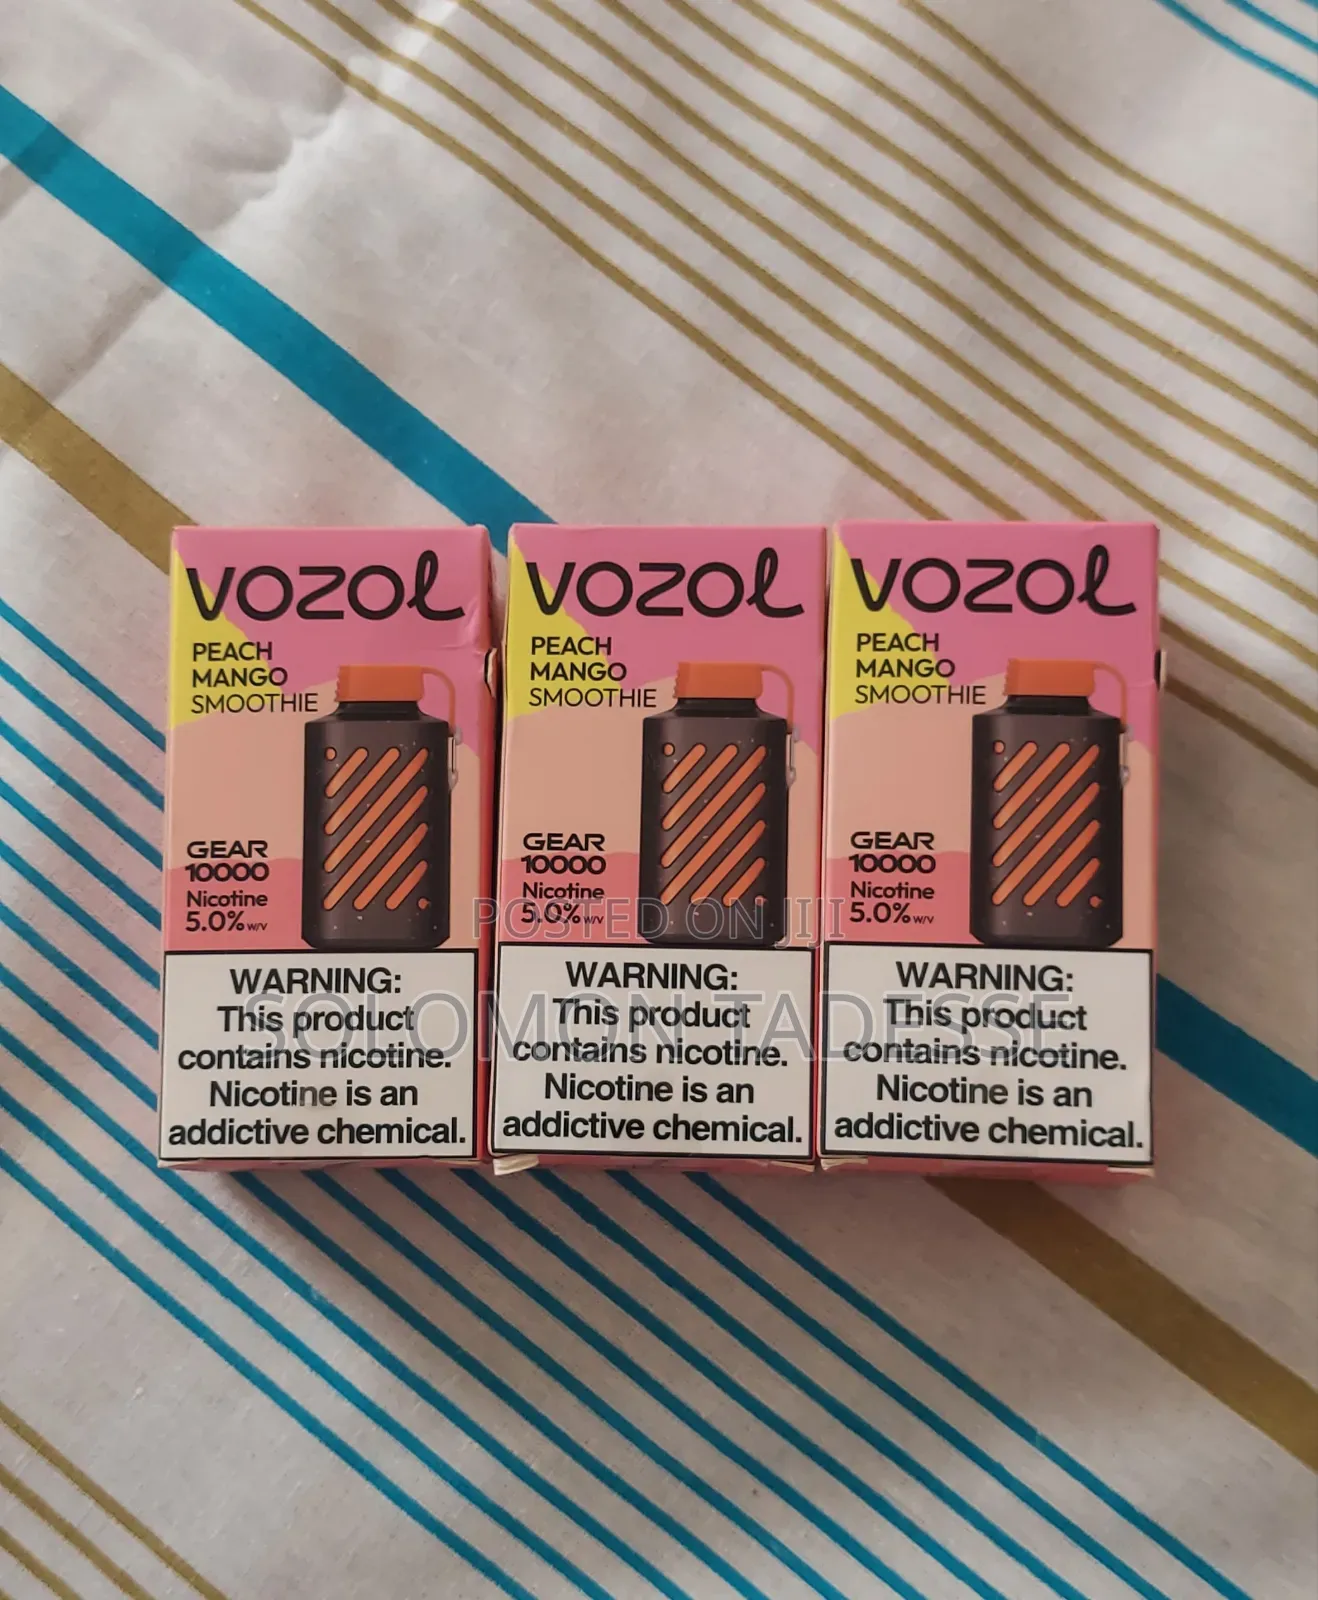 VOZOL
PEACH
MANGO
SMOOTHIE
GEAR
10000
Nicotine
5.0% w/v
WARNING:
This product
contains nicotine.
Nicotine is an
addictive chemical.
VOZOL
PEACH
MANGO
SMOOTHIE
GEAR
10000
Nicotine
5.0% w/v
WARNING:
This product
contains nicotine.
Nicotine is an
addictive chemical.
VOZOL
PEACH
MANGO
SMOOTHIE
GEAR
10000
Nicotine
5.0% w/v
WARNING:
This product
contains nicotine.
Nicotine is an
addictive chemical.
POSTED ON JIJI
SOLOMON TADESSE